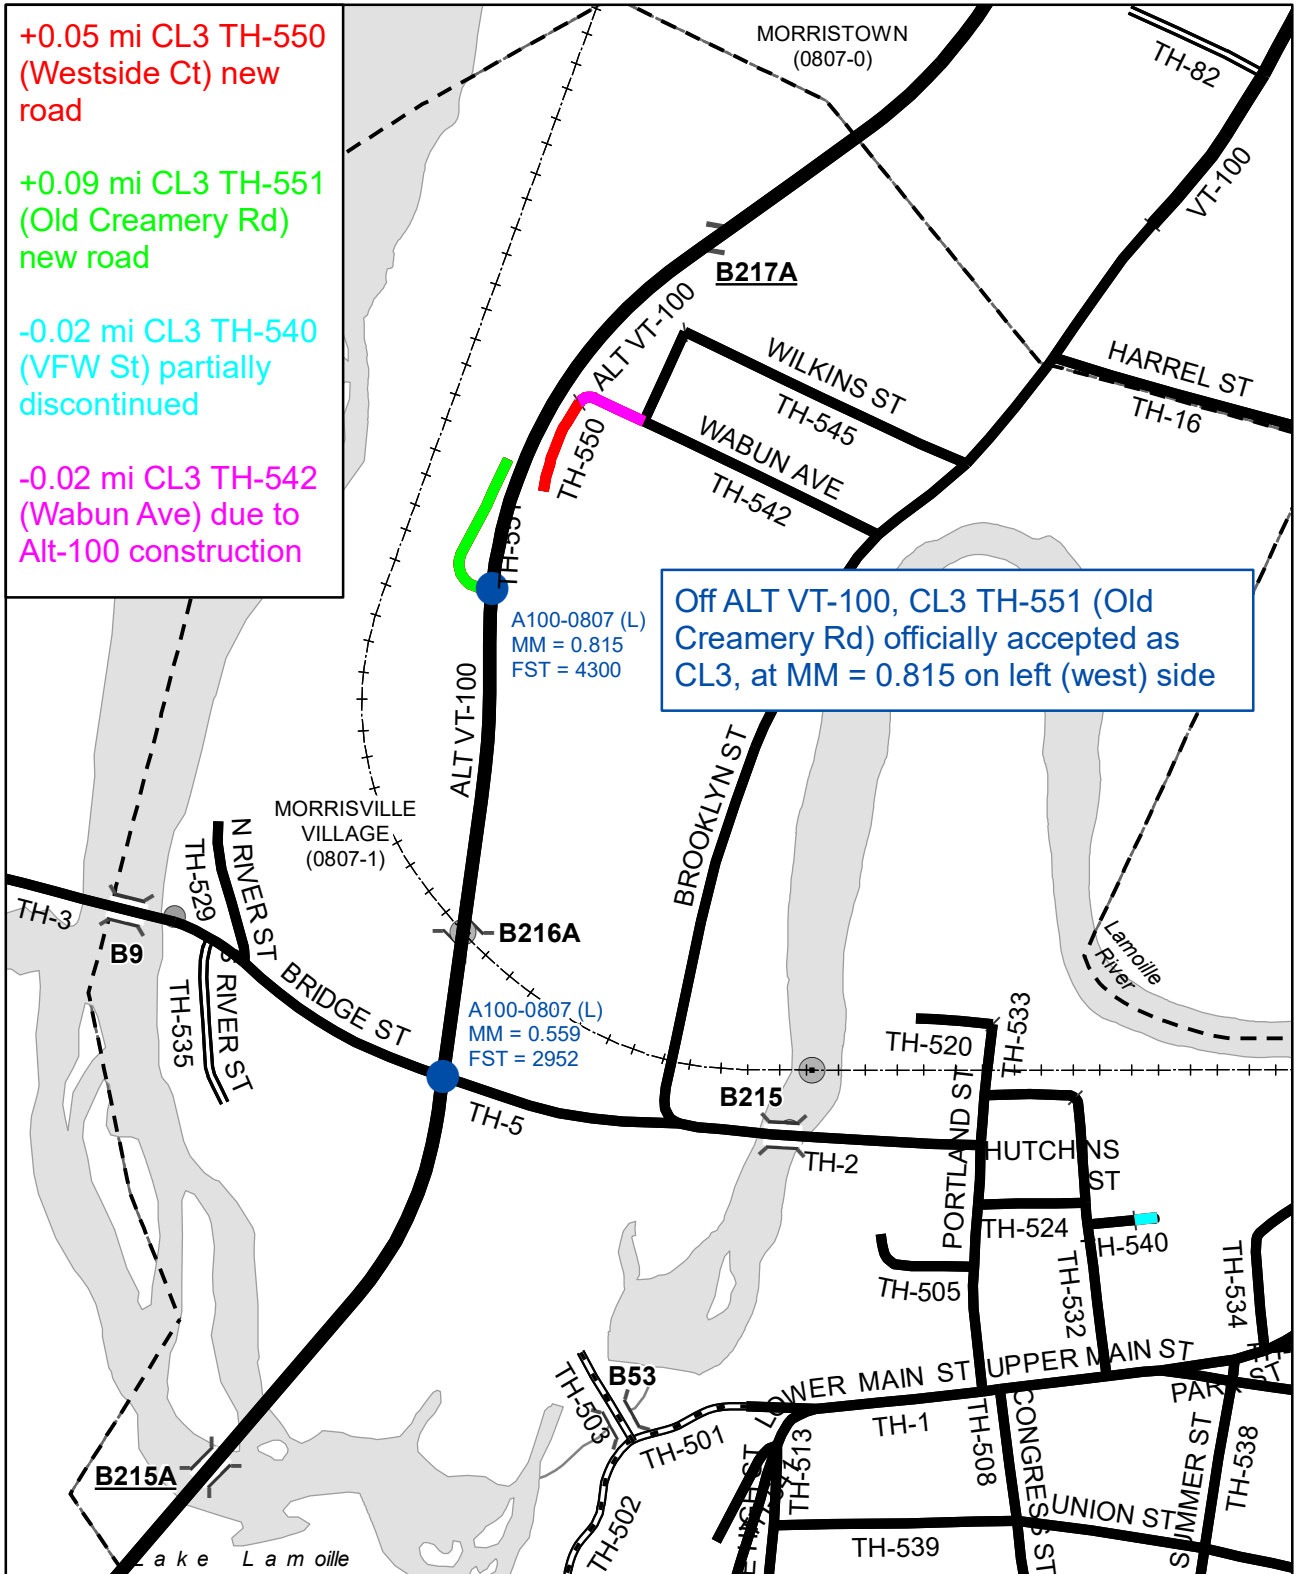 +0.05 mi CL3 TH-550
(Westside Ct) new
road
+0.09 mi CL3 TH-551
(Old Creamery Rd)
new road
-0.02 mi CL3 TH-540
(VFW St) partially
discontinued
-0.02 mi CL3 TH-542
(Wabun Ave) due to
Alt-100 construction
MORRISTOWN
(0807-0)
TH-82
VT-100
B217A
ALT VT-100
WILKINS ST
TH-545
HARREL ST
TH-16
WABUN AVE
TH-542
TH-550
TH-551
A100-0807 (L)
MM = 0.815
FST = 4300
Off ALT VT-100, CL3 TH-551 (Old
Creamery Rd) officially accepted as
CL3, at MM = 0.815 on left (west) side
ALT VT-100
BROOKLYN ST
MORRISVILLE
VILLAGE
(0807-1)
N RIVER ST
TH-529
TH-3
B9
B216A
Lamoille
River
TH-535
RIVER ST
BRIDGE ST
A100-0807 (L)
MM = 0.559
FST = 2952
TH-5
TH-520
TH-533
B215
TH-2
PORTLAND ST
HUTCHINS
ST
TH-524
TH-540
TH-505
TH-532
TH-534
B53
TH-503
LOWER MAIN ST
UPPER MAIN ST
PARK ST
TH-1
TH-501
TH-513
TH-508
CONGRESS ST
SUMMER ST
TH-538
B215A
TH-502
UNION ST
TH-539
Lake Lamoille